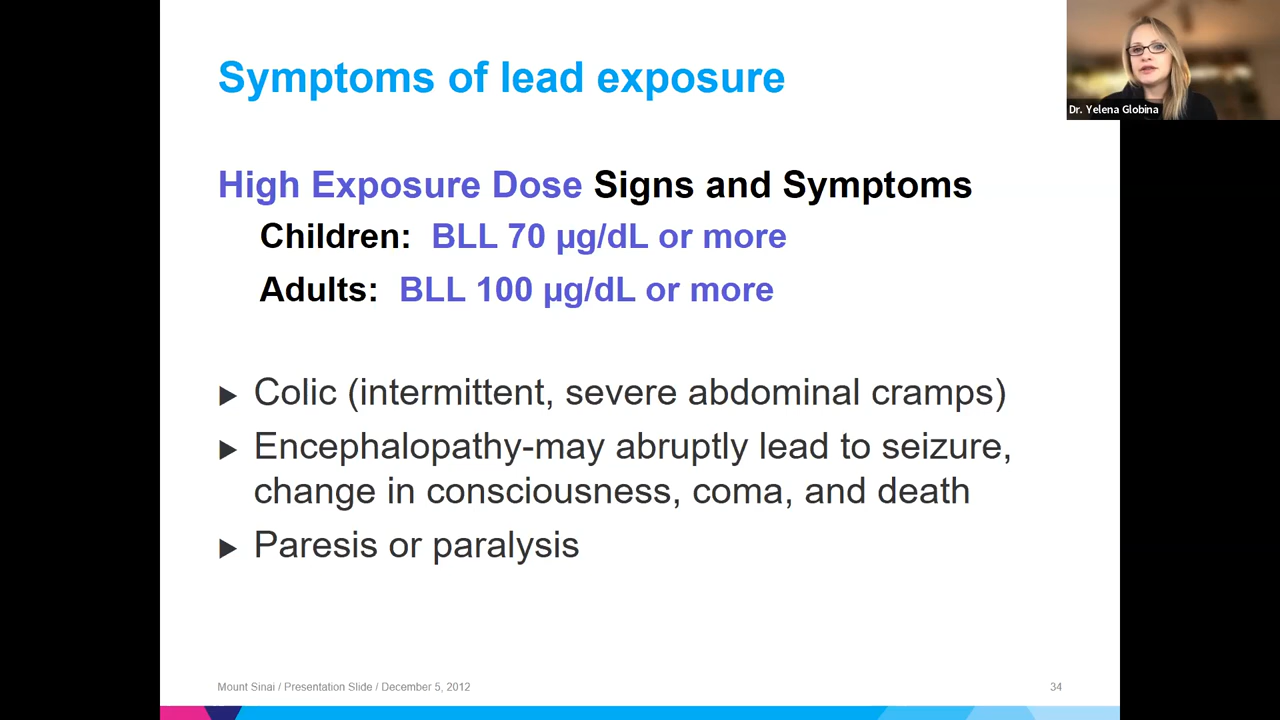 Symptoms of lead exposure
Dr. Yelena Globina
High Exposure Dose Signs and Symptoms
Children: BLL 70 µg/dL or more
Adults: BLL 100 µg/dL or more
▶ Colic (intermittent, severe abdominal cramps)
▶ Encephalopathy-may abruptly lead to seizure,
change in consciousness, coma, and death
▶ Paresis or paralysis
Mount Sinai / Presentation Slide / December 5, 2012
34